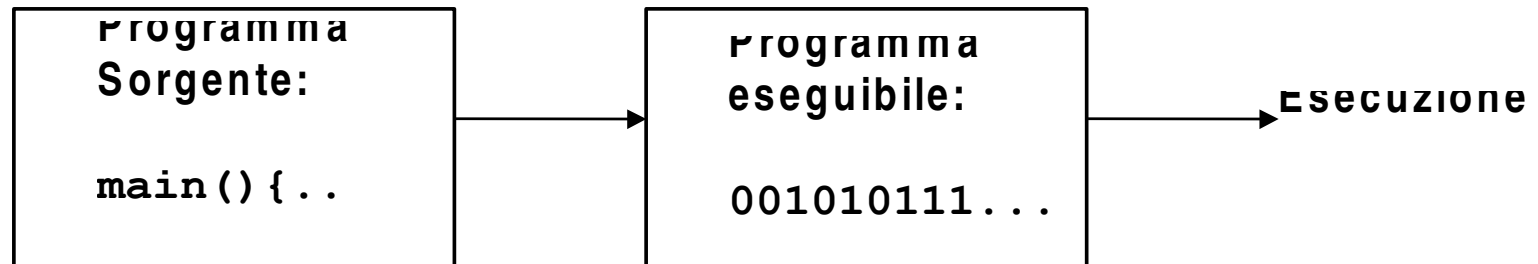 Programma
Sorgente:
main(){..
Programma
eseguibile:
001010111...
Esecuzione